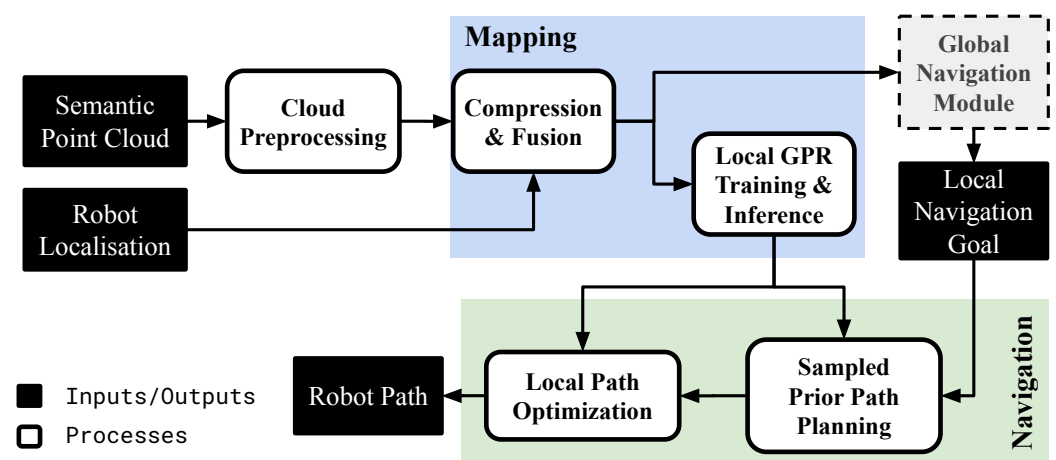 Mapping
Semantic
Point Cloud
Cloud
Preprocessing
Compression
& Fusion
Global
Navigation
Module
Robot
Localisation
Local GPR
Training &
Inference
Local
Navigation
Goal
Navigation
Sampled
Prior Path
Planning
Local Path
Optimization
Robot Path
Inputs/Outputs
Processes